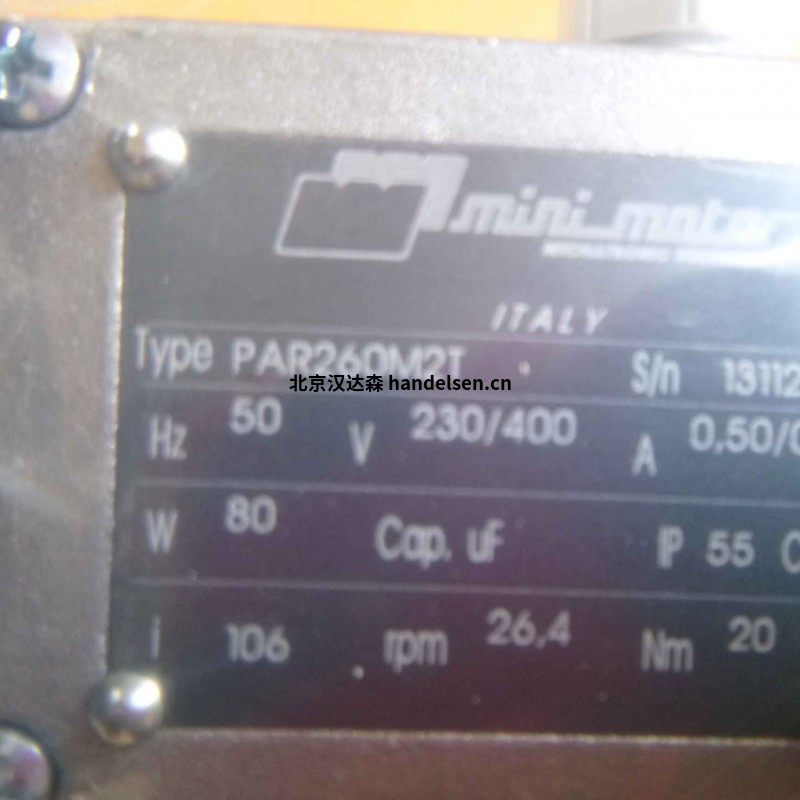 mini motor
ITALY
Type PAR260M2T S/n 13112
北京汉达森 handelsen.cn
Hz 50 V 230/400 A 0,50/0
W 80 Cap. uF IP 55 C
i 106 rpm 26,4 Nm 20